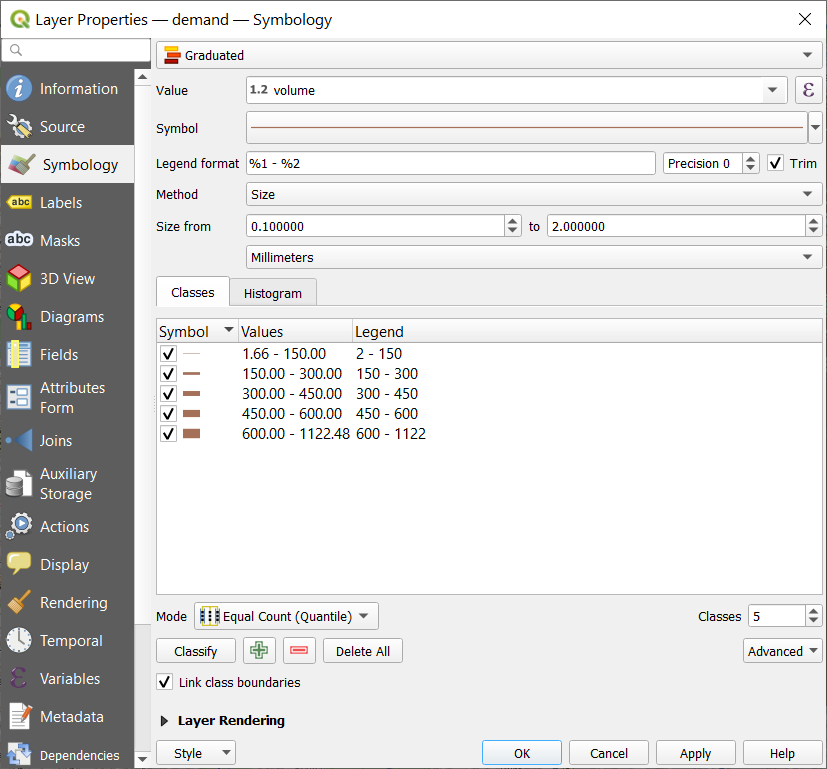 Layer Properties — demand — Symbology
Graduated
Information
Source
Symbology
Labels
Masks
3D View
Diagrams
Fields
Attributes
Form
Joins
Auxiliary
Storage
Actions
Display
Rendering
Temporal
Variables
Metadata
Dependencies
abc
abc
Value 1.2 volume ε
Symbol
Legend format %1 - %2 Precision 0 Trim
Method Size
Size from 0.100000 to 2.000000
Millimeters
Classes Histogram
Symbol Values Legend
1.66 - 150.00 2 - 150
150.00 - 300.00 150 - 300
300.00 - 450.00 300 - 450
450.00 - 600.00 450 - 600
600.00 - 1122.48 600 - 1122
Mode Equal Count (Quantile) Classes 5
Classify Delete All Advanced
Link class boundaries
Layer Rendering
Style OK Cancel Apply Help